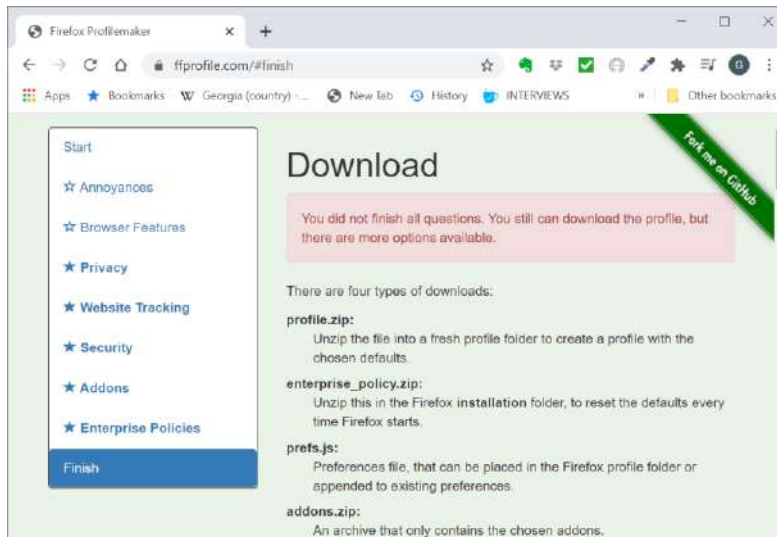 Firefox Profilemaker
ffprofile.com/#finish
G
Apps Bookmarks W Georgia (country) -... New Tab History INTERVIEWS » Other bookmarks
Fork me on GitHub
Start
Annoyances
Browser Features
Privacy
Website Tracking
Security
Addons
Enterprise Policies
Finish
Download
You did not finish all questions. You still can download the profile, but
there are more options available.
There are four types of downloads:
profile.zip:
Unzip the file into a fresh profile folder to create a profile with the
chosen defaults.
enterprise_policy.zip:
Unzip this in the Firefox installation folder, to reset the defaults every
time Firefox starts.
prefs.js:
Preferences file, that can be placed in the Firefox profile folder or
appended to existing preferences.
addons.zip:
An archive that only contains the chosen addons.